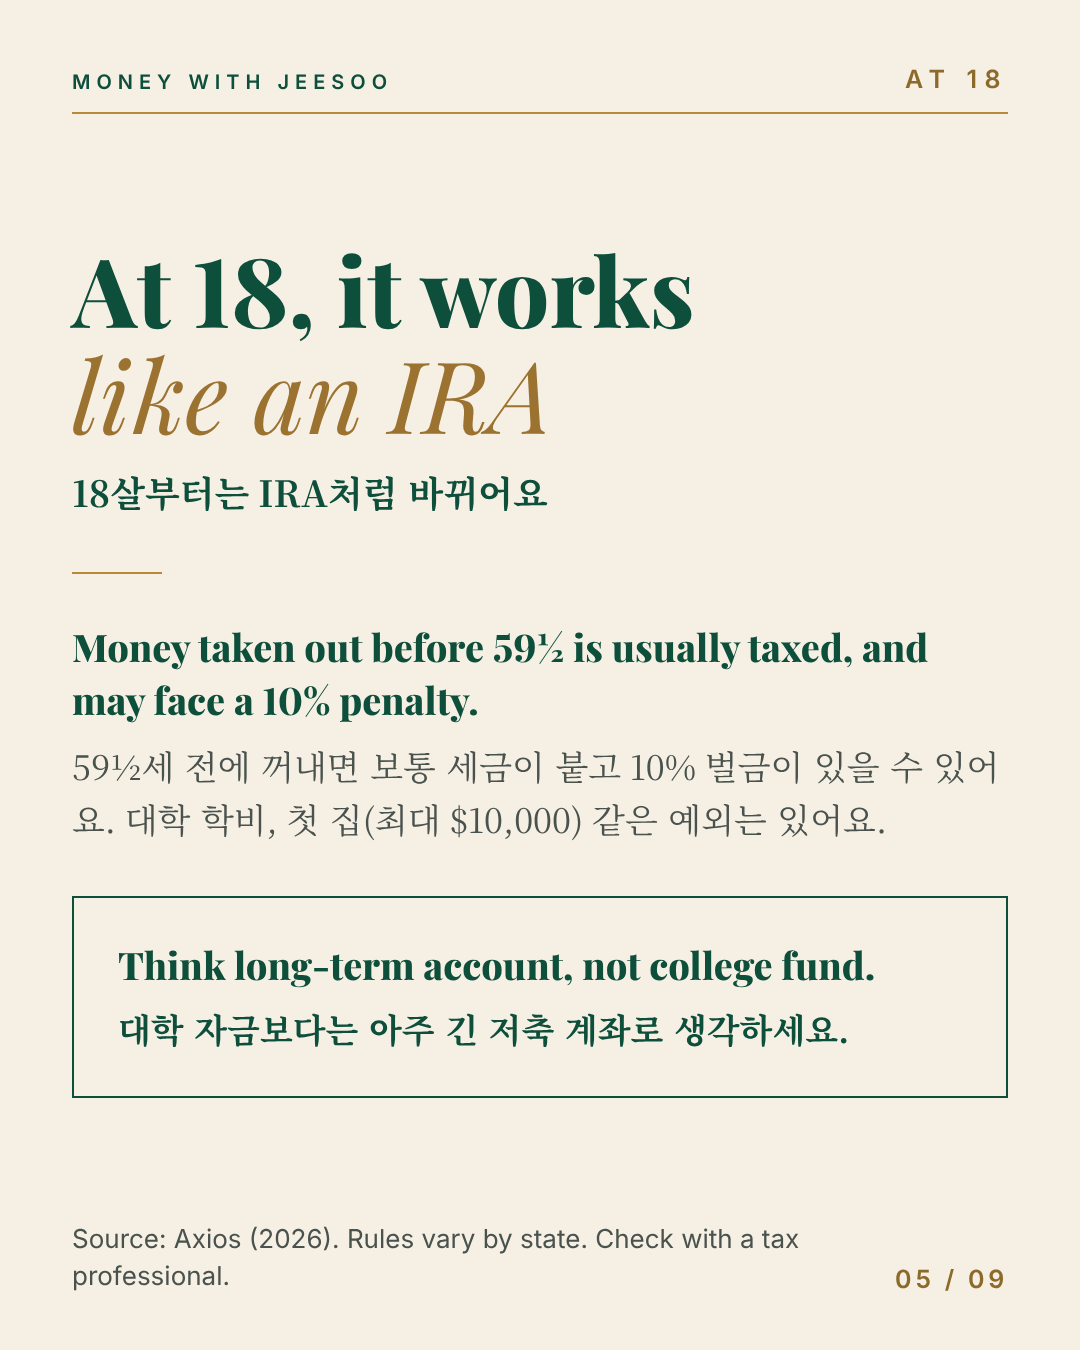 MONEY WITH JEESOO
AT 18
At 18, it works
like an IRA
18살부터는 IRA처럼 바뀌어요
Money taken out before 59½ is usually taxed, and
may face a 10% penalty.
59½세 전에 꺼내면 보통 세금이 붙고 10% 벌금이 있을 수 있어
요. 대학 학비, 첫 집(최대 $10,000) 같은 예외는 있어요.
Think long-term account, not college fund.
대학 자금보다는 아주 긴 저축 계좌로 생각하세요.
Source: Axios (2026). Rules vary by state. Check with a tax
professional.
05 / 09